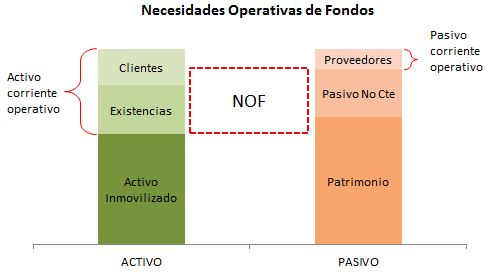 Necesidades Operativas de Fondos
Activo
corriente
operativo
Clientes
Existencias
Activo
Inmovilizado
NOF
Proveedores
Pasivo No Cte
Patrimonio
Pasivo
corriente
operativo
ACTIVO
PASIVO